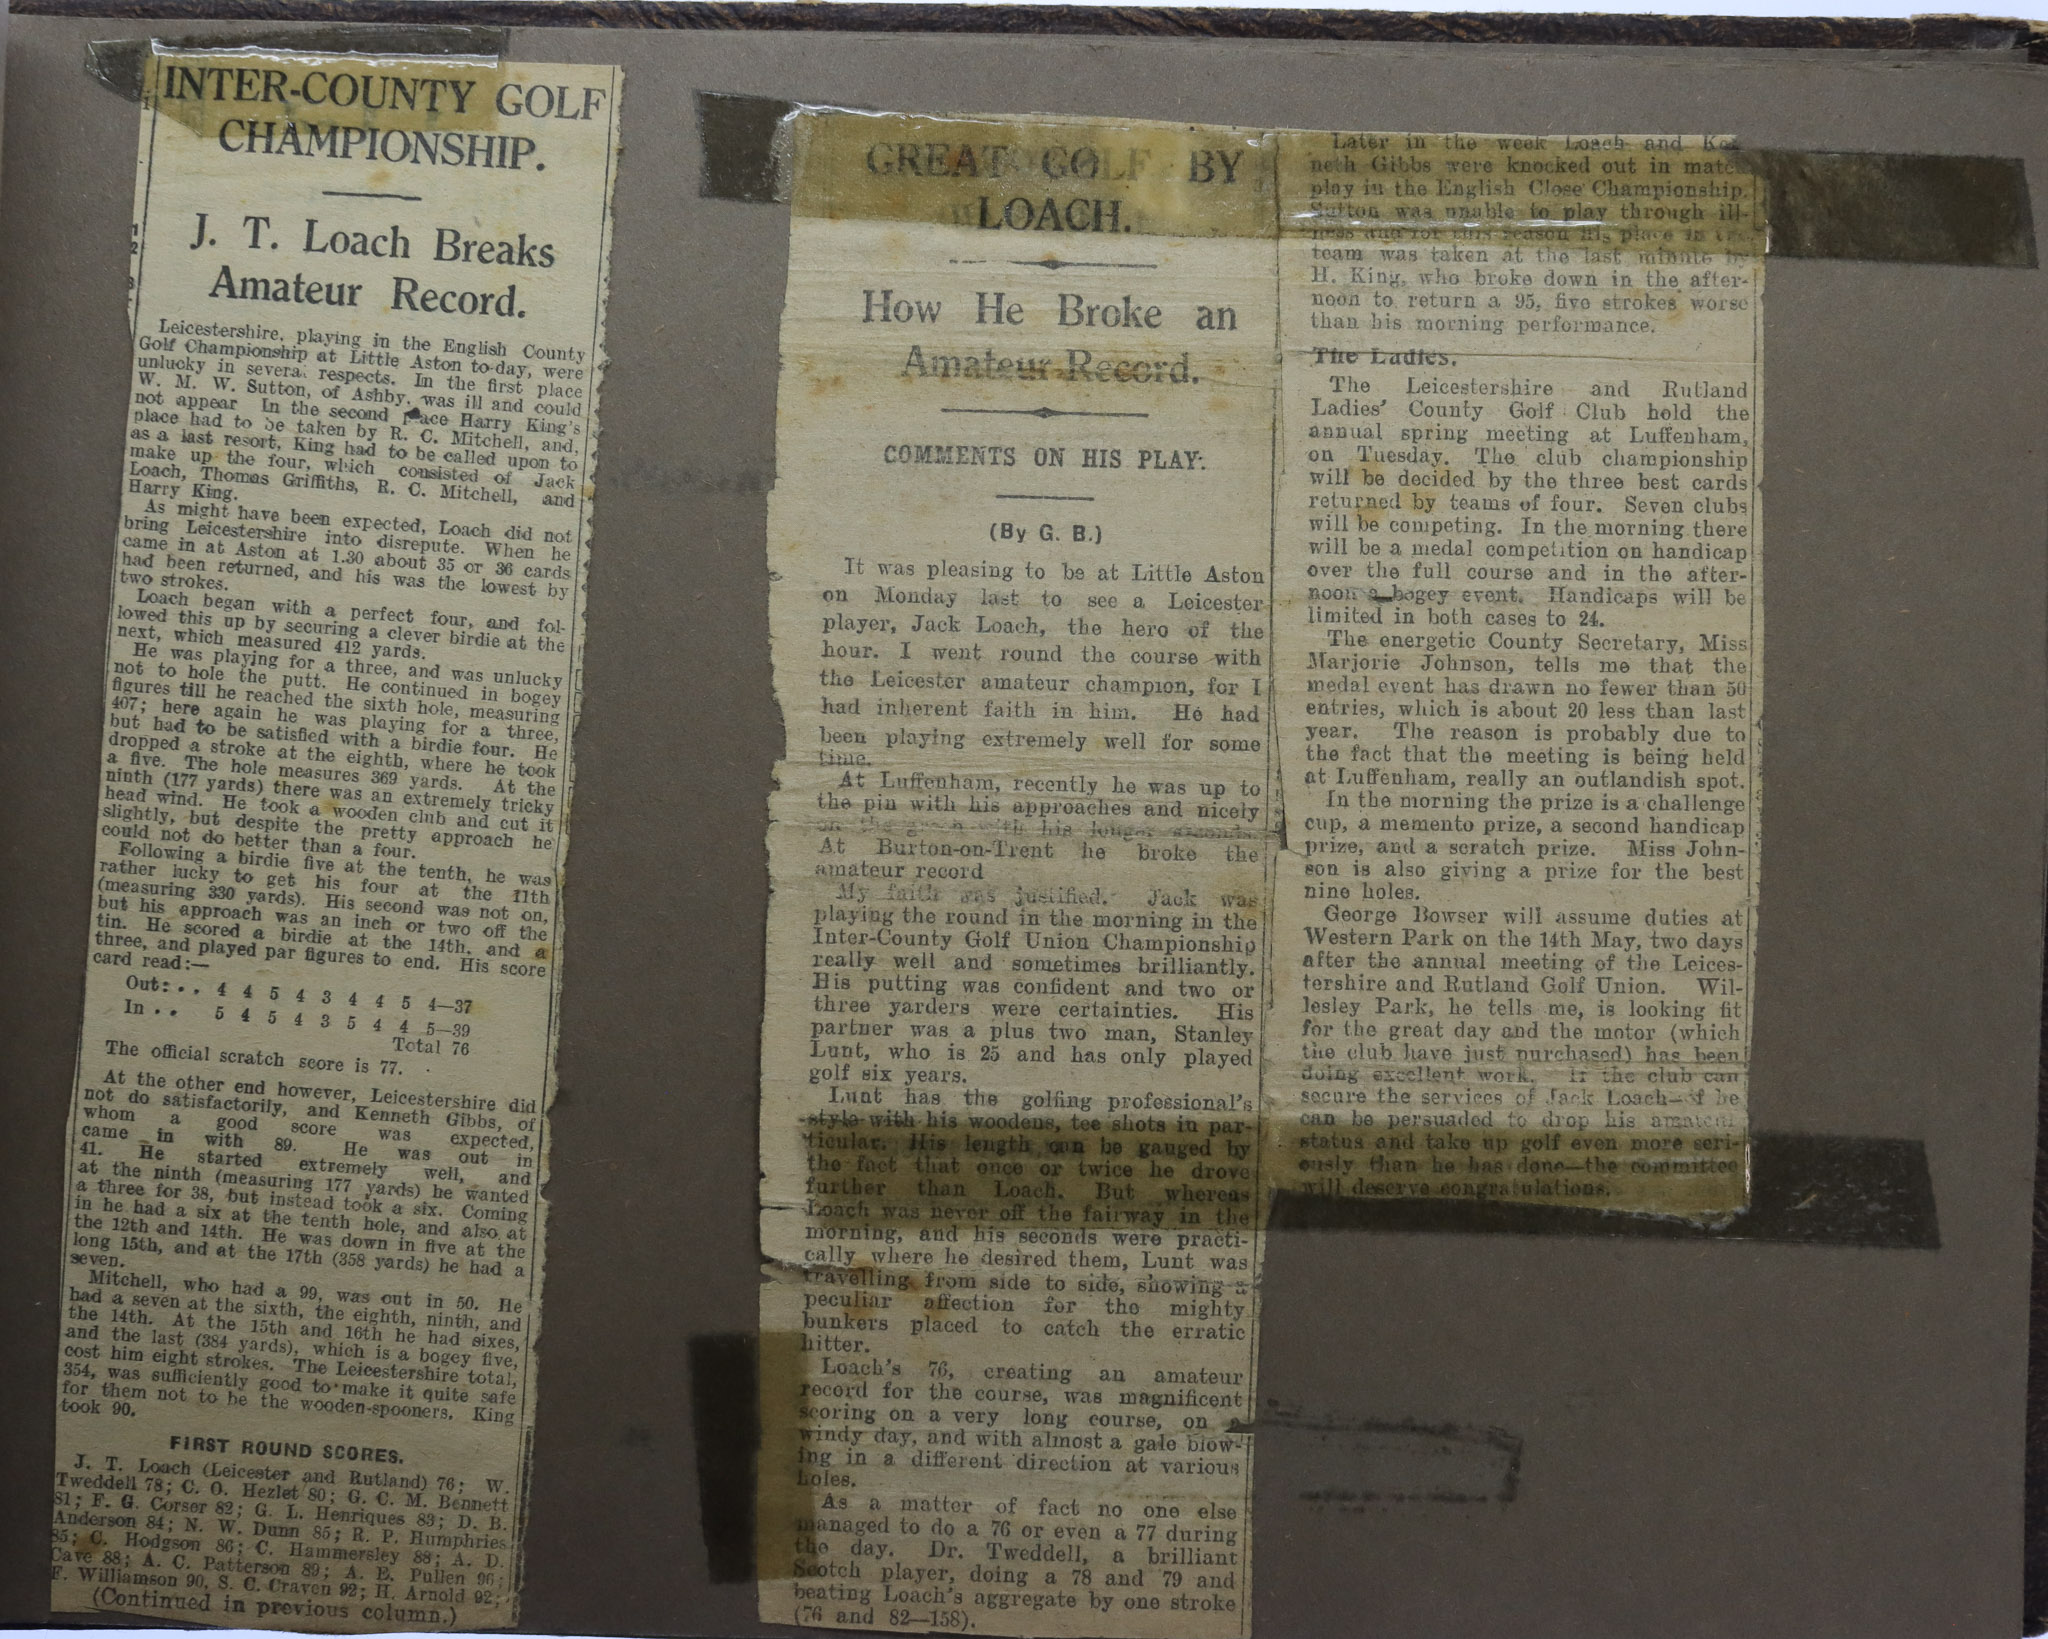 INTER-COUNTY GOLF
CHAMPIONSHIP.
J. T. Loach Breaks
Amateur Record.
Leicestershire, playing in the English County
Golf Championship at Little Aston to-day, were
unlucky in several respects. In the first place
W. M. W. Sutton, of Ashby, was ill and could
not appear In the second place Harry King's
place had to be taken by R. C. Mitchell, and,
as a last resort, King had to be called upon to
make up the four, which consisted of Jack
Loach, Thomas Griffiths, R. C. Mitchell, and
Harry King.
As might have been expected, Loach did not
bring Leicestershire into disrepute. When he
came in at Aston at 1.30 about 35 or 36 cards
had been returned, and his was the lowest by
two strokes.
Loach began with a perfect four, and fol-
lowed this up by securing a clever birdie at the
next, which measured 412 yards.
He was playing for a three, and was unlucky
not to hole the putt. He continued in bogey
figures till he reached the sixth hole, measuring
407; here again he was playing for a three,
but had to be satisfied with a birdie four. He
dropped a stroke at the eighth, where he took
a five. The hole measures 369 yards. At the
ninth (177 yards) there was an extremely tricky
head wind. He took a wooden club and cut it
slightly, but despite the pretty approach he
could not do better than a four.
Following a birdie five at the tenth, he was
rather lucky to get his four at the 11th
(measuring 330 yards). His second was not on,
but his approach was an inch or two off the
tin. He scored a birdie at the 14th, and a
three, and played par figures to end. His score
card read:—
Out: . . 4 4 5 4 3 4 4 5 4—37
In . . 5 4 5 4 3 5 4 4 5—39
Total 76
The official scratch score is 77.
At the other end however, Leicestershire did
not do satisfactorily, and Kenneth Gibbs, of
whom a good score was expected,
came in with 89. He was out in
41. He started extremely well, and
at the ninth (measuring 177 yards) he wanted
a three for 38, but instead took a six. Coming
in he had a six at the tenth hole, and also at
the 12th and 14th. He was down in five at the
long 15th, and at the 17th (358 yards) he had a
seven.
Mitchell, who had a 99, was out in 50. He
had a seven at the sixth, the eighth, ninth, and
the 14th. At the 15th and 16th he had sixes,
and the last (384 yards), which is a bogey five,
cost him eight strokes. The Leicestershire total,
354, was sufficiently good to make it quite safe
for them not to be the wooden-spooners. King
took 90.
FIRST ROUND SCORES.
J. T. Loach (Leicester and Rutland) 76; W.
Tweddell 78; C. O. Hezlet 80; G. C. M. Bennett
81; F. G. Corser 82; G. L. Henriques 83; D. B.
Anderson 84; N. W. Dunn 85; R. P. Humphries
85; C. Hodgson 86; C. Hammersley 88; A. D.
Cave 88; A. C. Patterson 89; A. E. Pullen 90;
F. Williamson 90, S. C. Craven 92; H. Arnold 92;
(Continued in previous column.)
GREAT GOLF BY
LOACH.
How He Broke an
Amateur Record.
COMMENTS ON HIS PLAY.
(By G. B.)
It was pleasing to be at Little Aston
on Monday last to see a Leicester
player, Jack Loach, the hero of the
hour. I went round the course with
the Leicester amateur champion, for I
had inherent faith in him. He had
been playing extremely well for some
time.
At Luffenham, recently he was up to
the pin with his approaches and nicely
on the green with his longer seconds.
At Burton-on-Trent he broke the
amateur record
My faith was justified. Jack was
playing the round in the morning in the
Inter-County Golf Union Championship
really well and sometimes brilliantly.
His putting was confident and two or
three yarders were certainties. His
partner was a plus two man, Stanley
Lunt, who is 25 and has only played
golf six years.
Lunt has the golfing professional's
style with his woodens, tee shots in par-
ticular. His length can be gauged by
the fact that once or twice he drove
further than Loach. But whereas
Loach was never off the fairway in the
morning, and his seconds were practi-
cally where he desired them, Lunt was
travelling from side to side, showing a
peculiar affection for the mighty
bunkers placed to catch the erratic
hitter.
Loach's 76, creating an amateur
record for the course, was magnificent
scoring on a very long course, on a
windy day, and with almost a gale blow-
ing in a different direction at various
holes.
As a matter of fact no one else
managed to do a 76 or even a 77 during
the day. Dr. Tweddell, a brilliant
Scotch player, doing a 78 and 79 and
beating Loach's aggregate by one stroke
(76 and 82—158).
Later in the week Loach and Ken-
neth Gibbs were knocked out in match
play in the English Close Championship.
Sutton was unable to play through ill-
ness and for this reason his place in the
team was taken at the last minute by
H. King, who broke down in the after-
noon to return a 95, five strokes worse
than his morning performance.
The Ladies.
The Leicestershire and Rutland
Ladies' County Golf Club hold the
annual spring meeting at Luffenham,
on Tuesday. The club championship
will be decided by the three best cards
returned by teams of four. Seven clubs
will be competing. In the morning there
will be a medal competition on handicap
over the full course and in the after-
noon a bogey event. Handicaps will be
limited in both cases to 24.
The energetic County Secretary, Miss
Marjorie Johnson, tells me that the
medal event has drawn no fewer than 50
entries, which is about 20 less than last
year. The reason is probably due to
the fact that the meeting is being held
at Luffenham, really an outlandish spot.
In the morning the prize is a challenge
cup, a memento prize, a second handicap
prize, and a scratch prize. Miss John-
son is also giving a prize for the best
nine holes.
George Bowser will assume duties at
Western Park on the 14th May, two days
after the annual meeting of the Leices-
tershire and Rutland Golf Union. Wil-
lesley Park, he tells me, is looking fit
for the great day and the motor (which
the club have just purchased) has been
doing excellent work. If the club can
secure the services of Jack Loach—if he
can be persuaded to drop his amateur
status and take up golf even more seri-
ously than he has done—the committee
will deserve congratulations.